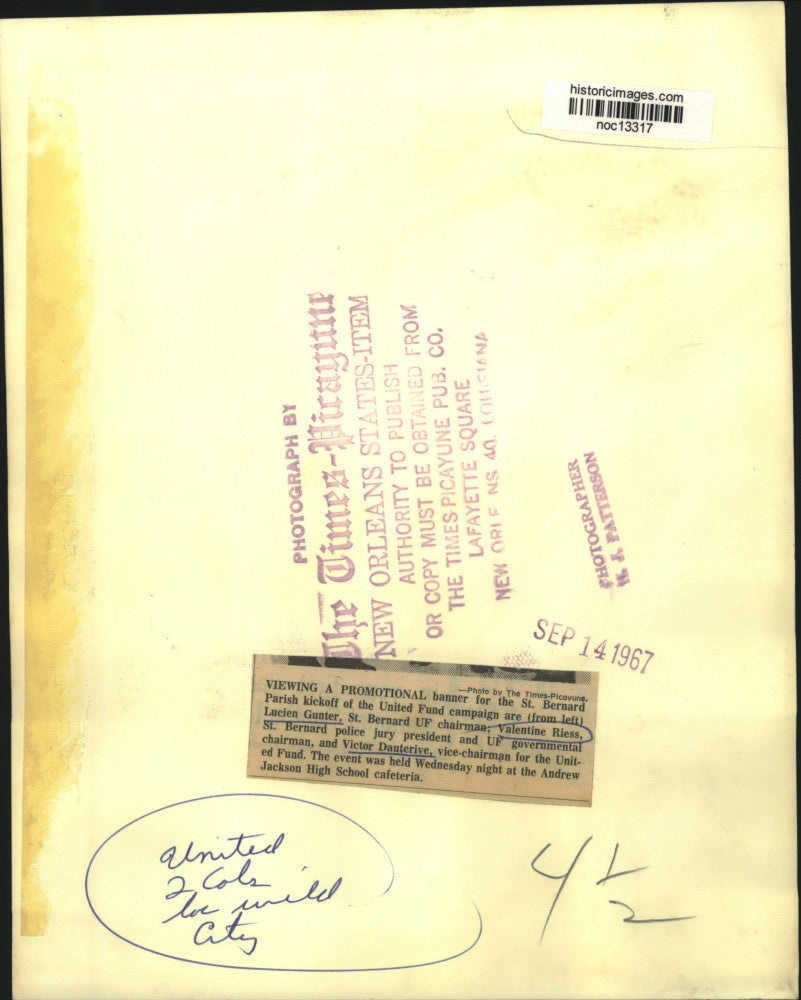 historicimages.com
noc13317
PHOTOGRAPH BY
The Times-Picayune
NEW ORLEANS STATES-ITEM
AUTHORITY TO PUBLISH
OR COPY MUST BE OBTAINED FROM
THE TIMES-PICAYUNE PUB. CO.
LAFAYETTE SQUARE
NEW ORLEANS 40, LOUISIANA
PHOTOGRAPHER
H. J. PATTERSON
SEP 14 1967
—Photo by The Times-Picayune.
VIEWING A PROMOTIONAL banner for the St. Bernard
Parish kickoff of the United Fund campaign are (from left)
Lucien Gunter, St. Bernard UF chairman; Valentine Riess,
St. Bernard police jury president and UF governmental
chairman, and Victor Dauterive, vice-chairman for the Unit-
ed Fund. The event was held Wednesday night at the Andrew
Jackson High School cafeteria.
United
2 Cols
City
4 1/2